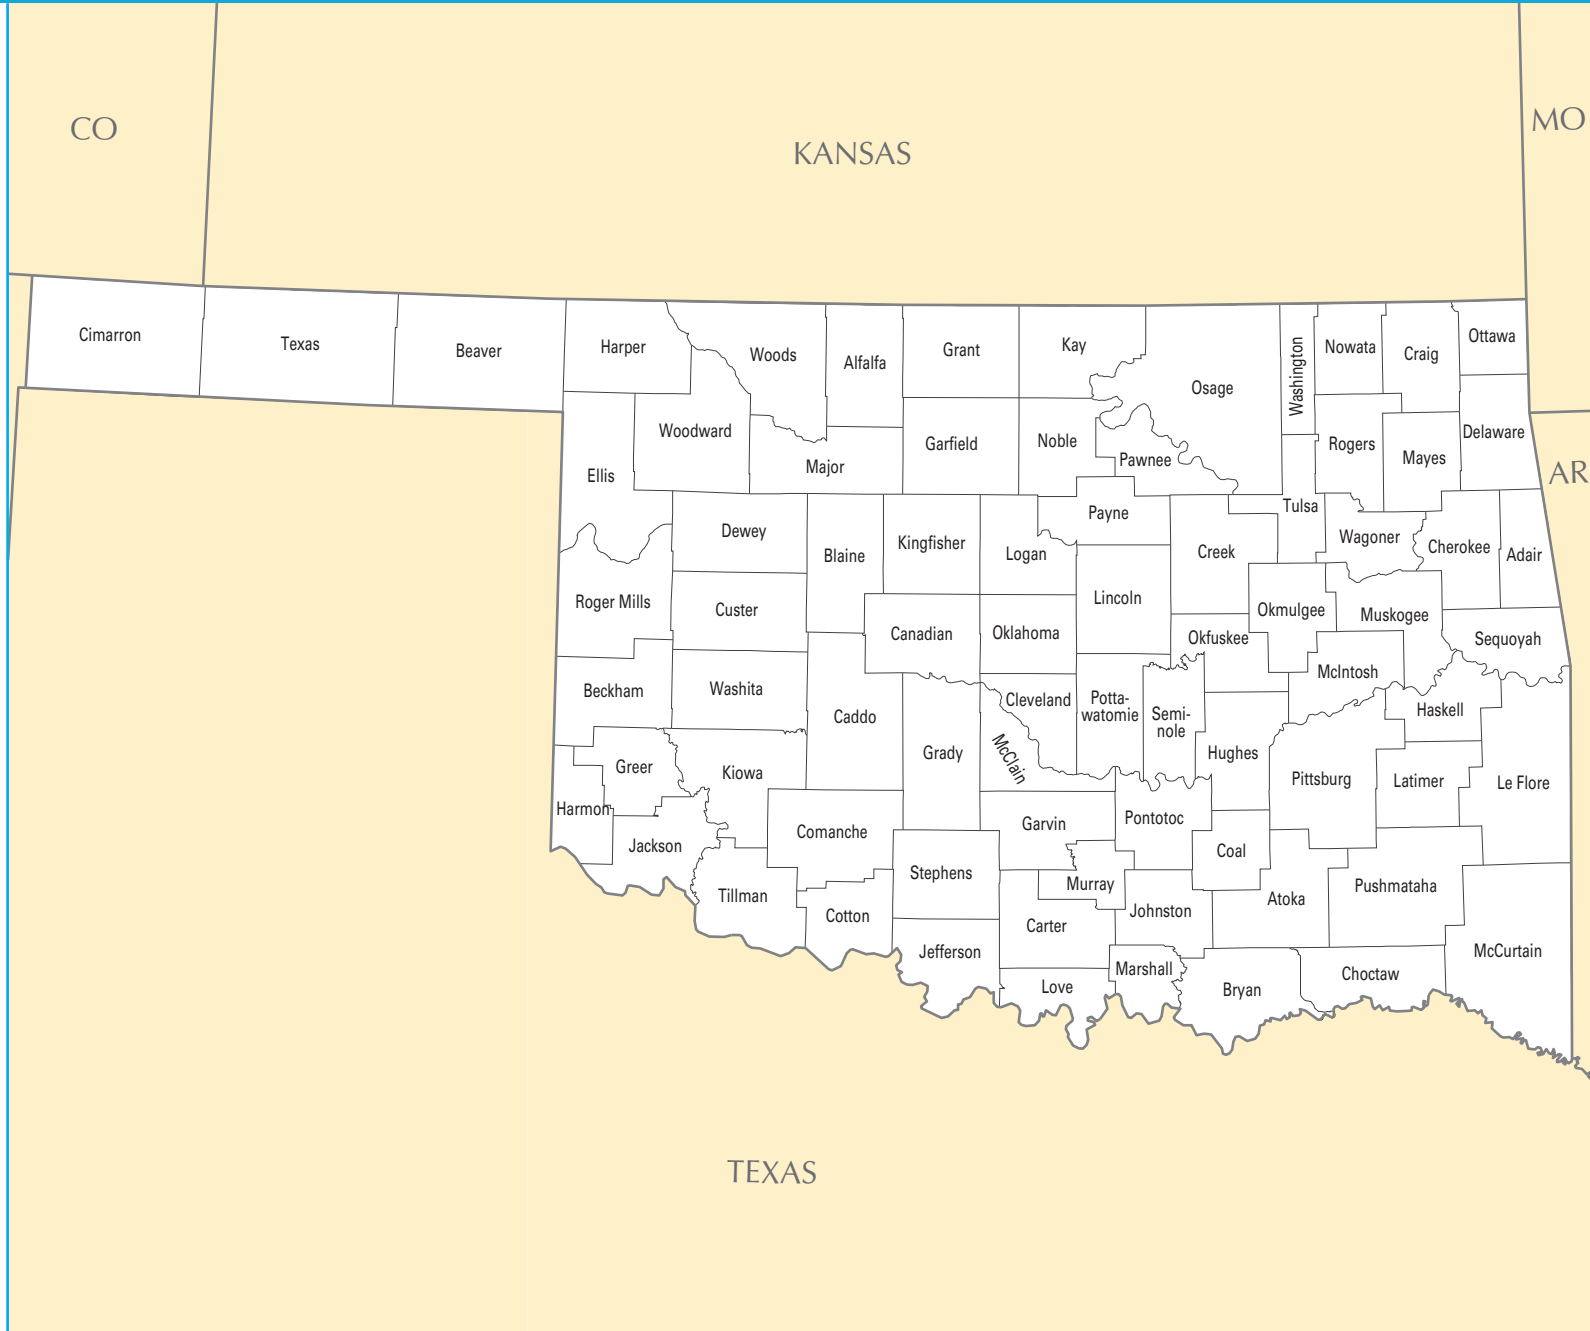 CO
KANSAS
MO
Cimarron
Texas
Beaver
Harper
Woods
Alfalfa
Grant
Kay
Osage
Washington
Nowata
Craig
Ottawa
Woodward
Ellis
Major
Garfield
Noble
Pawnee
Rogers
Mayes
Delaware
AR
Dewey
Blaine
Kingfisher
Logan
Payne
Creek
Tulsa
Wagoner
Cherokee
Adair
Roger Mills
Custer
Canadian
Oklahoma
Lincoln
Okfuskee
Okmulgee
Muskogee
Sequoyah
Beckham
Washita
Caddo
Grady
Cleveland
McClain
Potta-
watomie
Semi-
nole
Hughes
McIntosh
Haskell
Greer
Kiowa
Pittsburg
Latimer
Le Flore
Harmon
Jackson
Comanche
Garvin
Pontotoc
Coal
Tillman
Cotton
Stephens
Murray
Johnston
Atoka
Pushmataha
Carter
Jefferson
Love
Marshall
Bryan
Choctaw
McCurtain
TEXAS